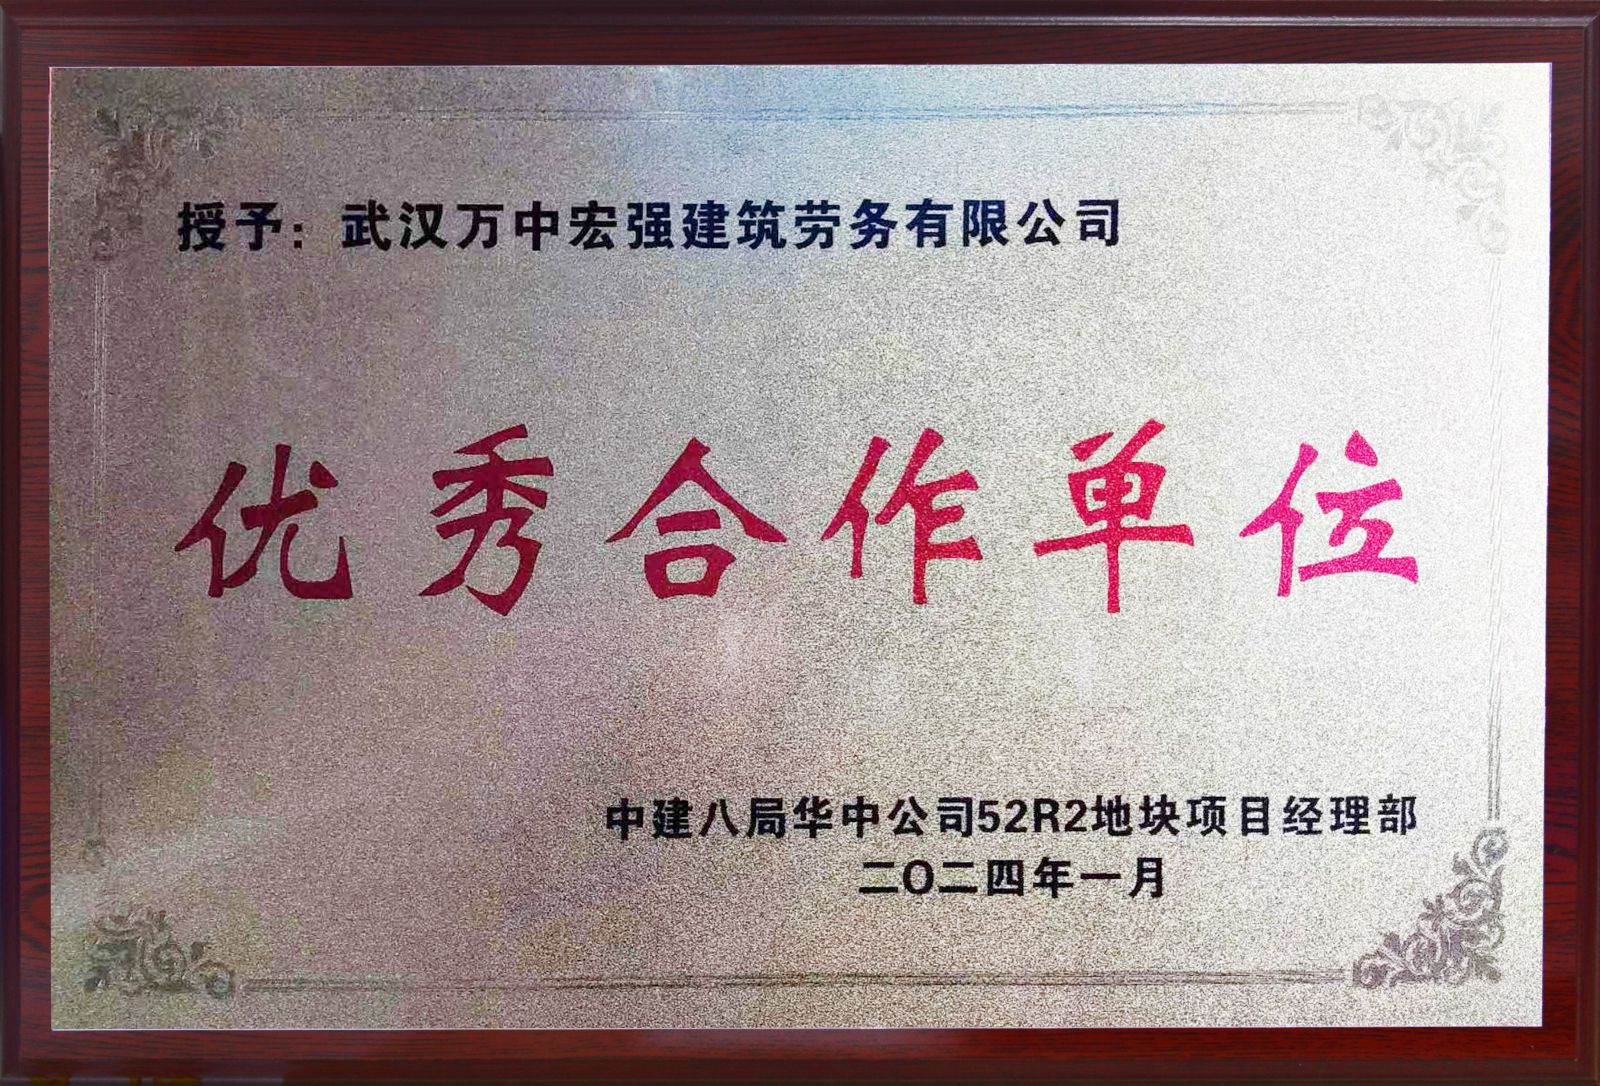 授予：武汉万中宏强建筑劳务有限公司
优秀合作单位
中建八局华中公司52R2地块项目经理部
二O二四年一月